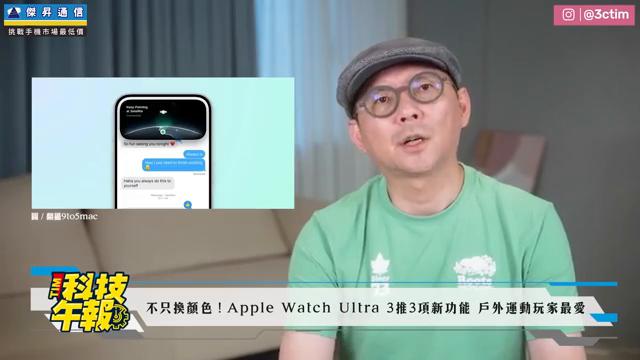 傑昇通信
挑戰手機市場最低價
@3ctim
Keep Pointing
at Satellite
So fun seeing you tonight
Haha you always do this to
yourself
圖／翻攝9to5mac
科技
午報
不只換顏色！Apple Watch Ultra 3推3項新功能 戶外運動玩家最愛
Roots